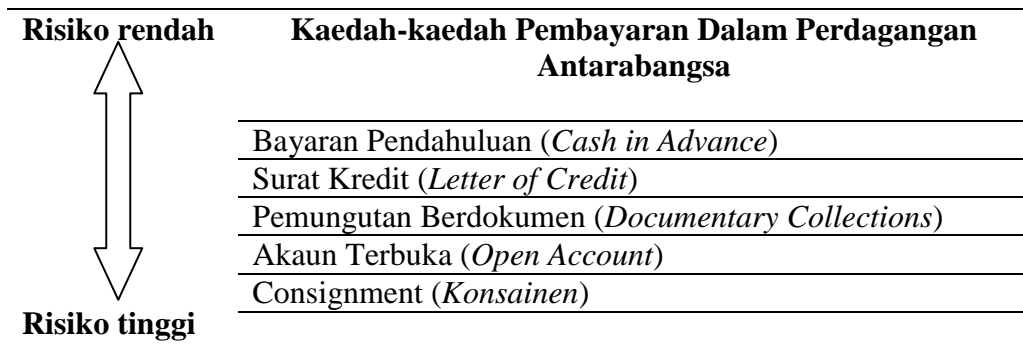 Risiko rendah
Kaedah-kaedah Pembayaran Dalam Perdagangan
Antarabangsa
Bayaran Pendahuluan (Cash in Advance)
Surat Kredit (Letter of Credit)
Pemungutan Berdokumen (Documentary Collections)
Akaun Terbuka (Open Account)
Consignment (Konsainen)
Risiko tinggi